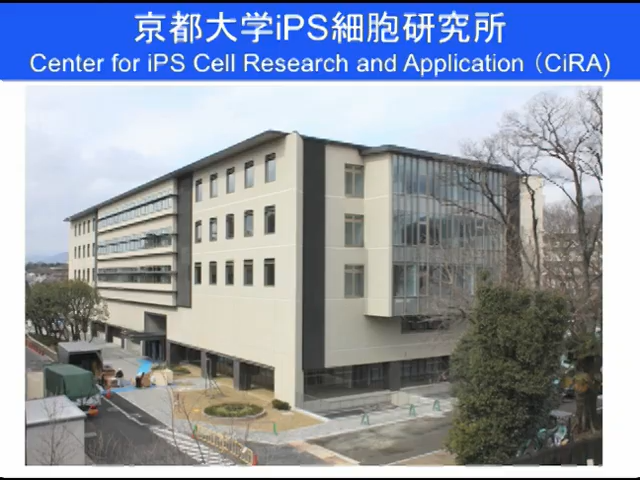 京都大学iPS細胞研究所
Center for iPS Cell Research and Application （CiRA)